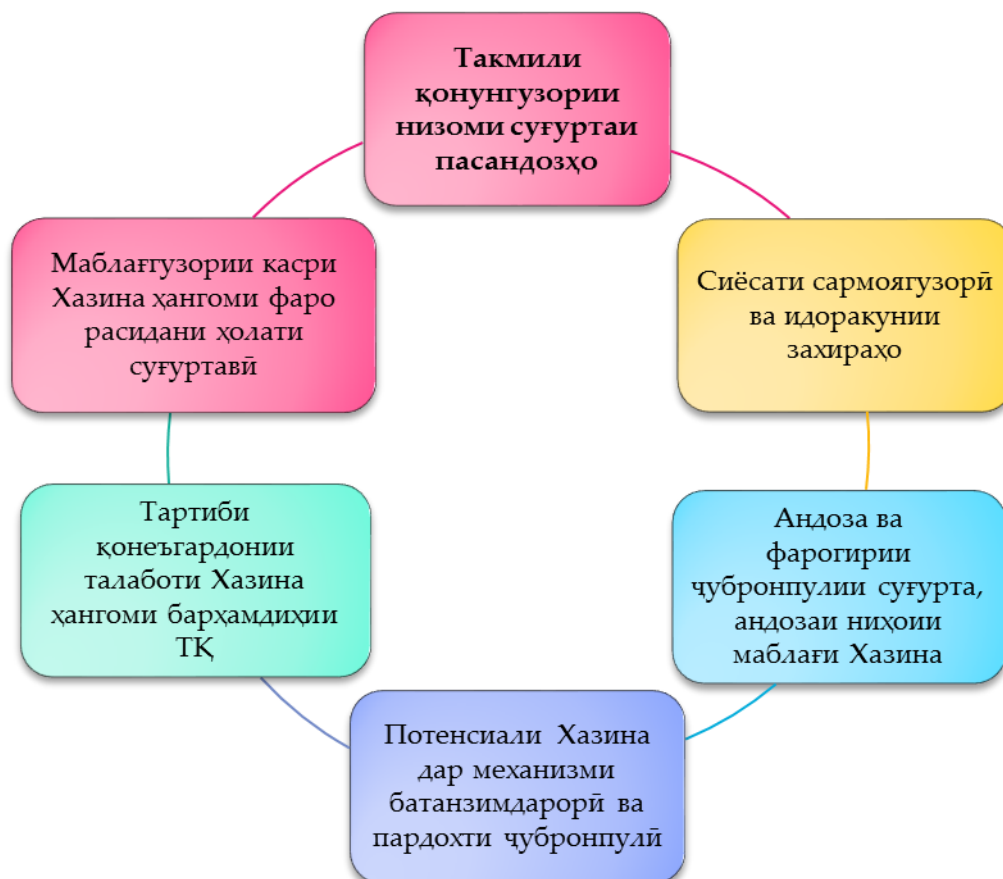 Такмили
қонунгузории
низоми суғуртаи
пасандозҳо
Сиёсати сармоягузорӣ
ва идоракунии
захираҳо
Андоза ва
фарогирии
ҷубронпулии суғурта,
андозаи ниҳоии
маблағи Хазина
Потенсиали Хазина
дар механизми
батанзимдарорӣ ва
пардохти ҷубронпулӣ
Тартиби
қонеъгардонии
талаботи Хазина
ҳангоми барҳамдиҳии
ТҚ
Маблағгузории касри
Хазина ҳангоми фаро
расидани ҳолати
суғуртавӣ